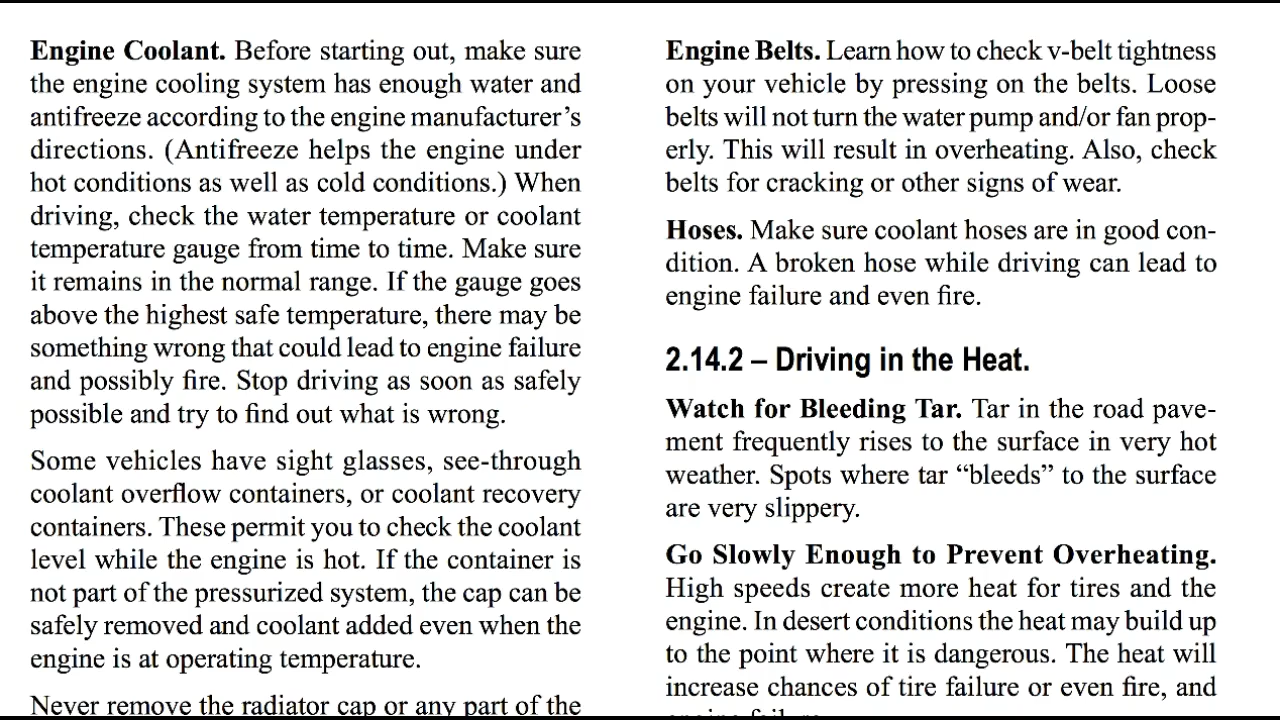 Engine Coolant. Before starting out, make sure
the engine cooling system has enough water and
antifreeze according to the engine manufacturer’s
directions. (Antifreeze helps the engine under
hot conditions as well as cold conditions.) When
driving, check the water temperature or coolant
temperature gauge from time to time. Make sure
it remains in the normal range. If the gauge goes
above the highest safe temperature, there may be
something wrong that could lead to engine failure
and possibly fire. Stop driving as soon as safely
possible and try to find out what is wrong.
Some vehicles have sight glasses, see-through
coolant overflow containers, or coolant recovery
containers. These permit you to check the coolant
level while the engine is hot. If the container is
not part of the pressurized system, the cap can be
safely removed and coolant added even when the
engine is at operating temperature.
Never remove the radiator cap or any part of the
Engine Belts. Learn how to check v-belt tightness
on your vehicle by pressing on the belts. Loose
belts will not turn the water pump and/or fan prop-
erly. This will result in overheating. Also, check
belts for cracking or other signs of wear.
Hoses. Make sure coolant hoses are in good con-
dition. A broken hose while driving can lead to
engine failure and even fire.
2.14.2 – Driving in the Heat.
Watch for Bleeding Tar. Tar in the road pave-
ment frequently rises to the surface in very hot
weather. Spots where tar “bleeds” to the surface
are very slippery.
Go Slowly Enough to Prevent Overheating.
High speeds create more heat for tires and the
engine. In desert conditions the heat may build up
to the point where it is dangerous. The heat will
increase chances of tire failure or even fire, and